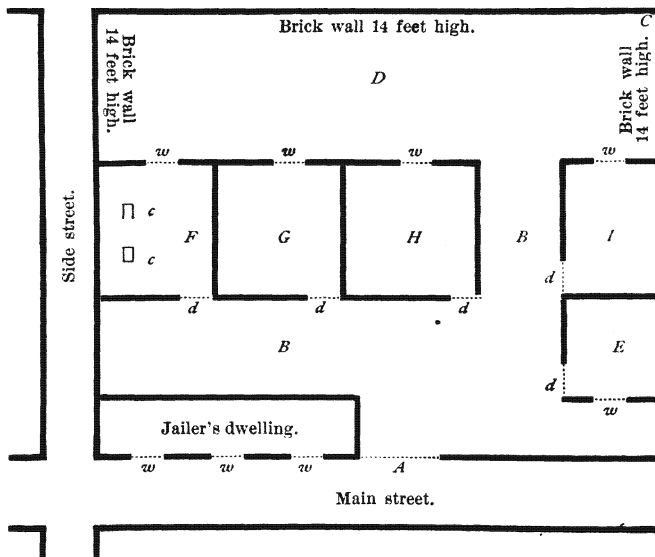 C
Brick wall 14 feet high.
Brick wall
14 feet high.
Brick wall
14 feet high.
D
w w w w
c
F G H B I
c
Side street.
d
d d d
B E
d
w
Jailer's dwelling.
w w w A
Main street.